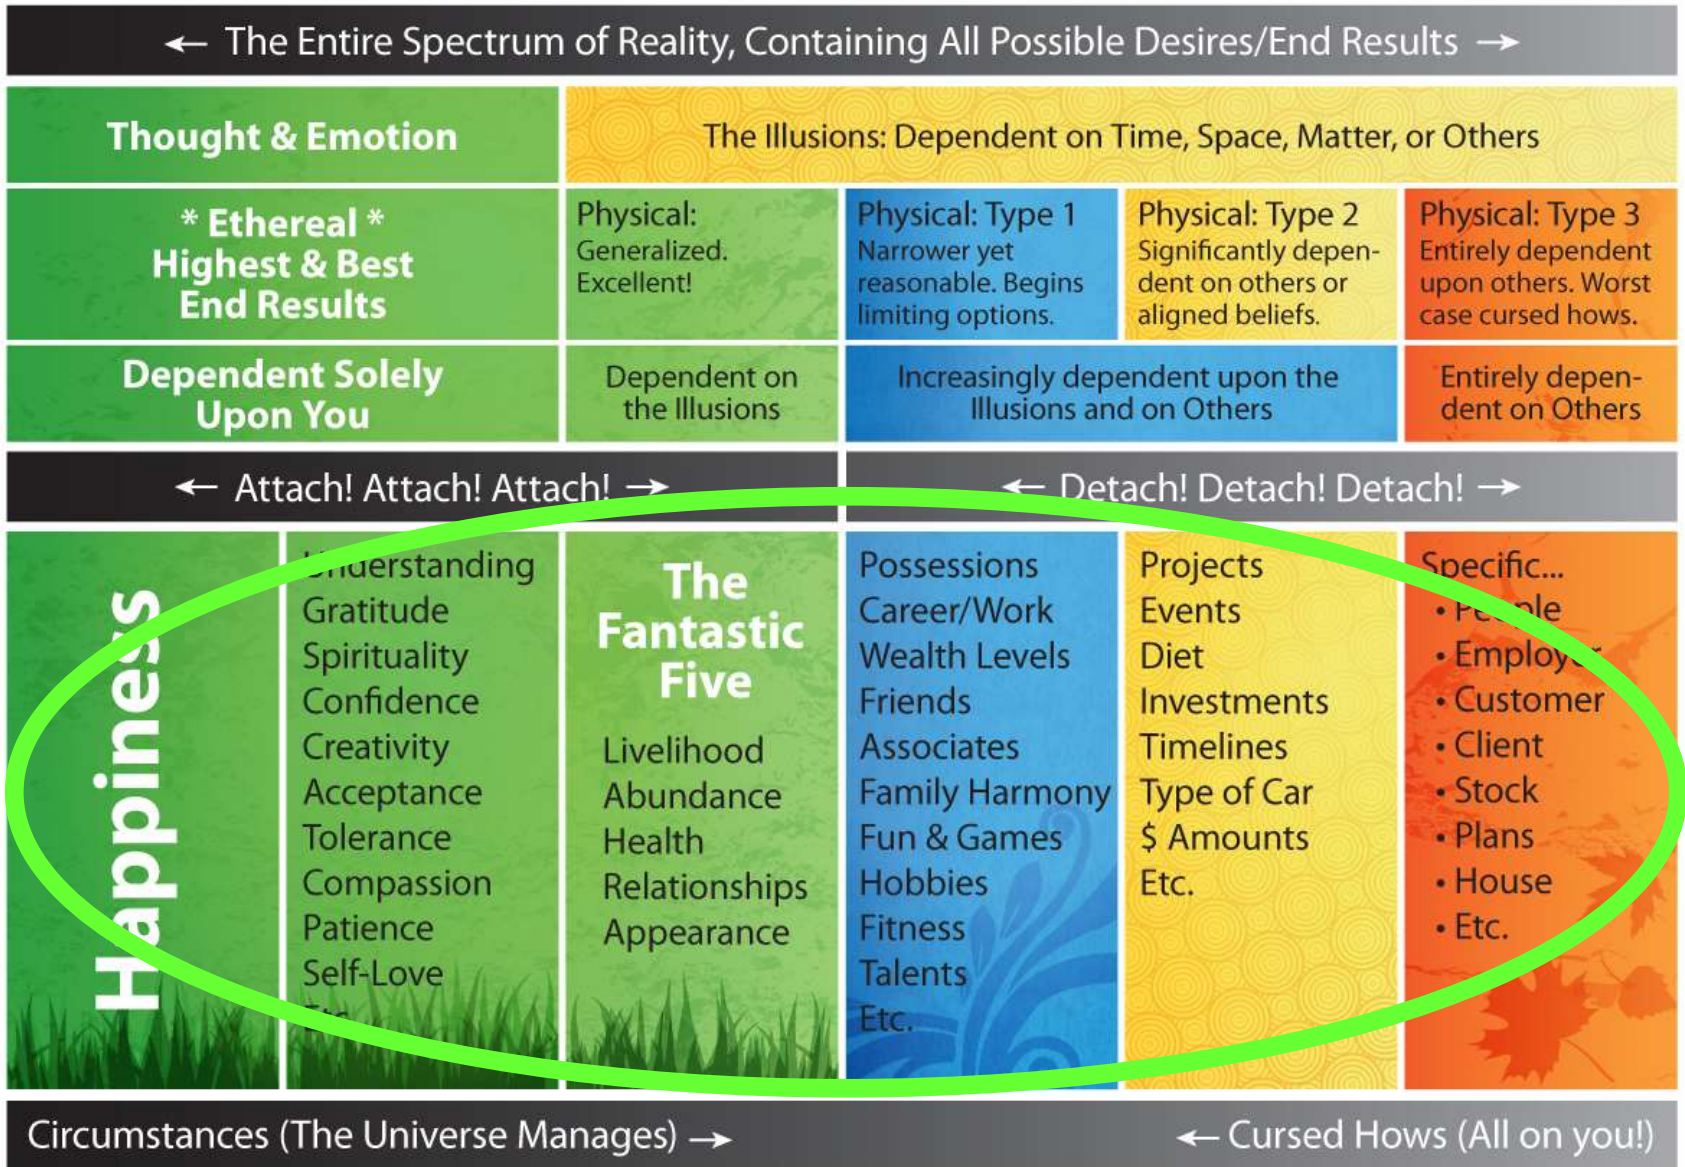 ← The Entire Spectrum of Reality, Containing All Possible Desires/End Results →
Thought & Emotion
The Illusions: Dependent on Time, Space, Matter, or Others
* Ethereal *
Highest & Best
End Results
Physical:
Generalized.
Excellent!
Physical: Type 1
Narrower yet
reasonable. Begins
limiting options.
Physical: Type 2
Significantly depen-
dent on others or
aligned beliefs.
Physical: Type 3
Entirely dependent
upon others. Worst
case cursed hows.
Dependent Solely
Upon You
Dependent on
the Illusions
Increasingly dependent upon the
Illusions and on Others
Entirely depen-
dent on Others
← Attach! Attach! Attach! →
← Detach! Detach! Detach! →
Happiness
Understanding
Gratitude
Spirituality
Confidence
Creativity
Acceptance
Tolerance
Compassion
Patience
Self-Love
Etc.
The
Fantastic
Five
Livelihood
Abundance
Health
Relationships
Appearance
Possessions
Career/Work
Wealth Levels
Friends
Associates
Family Harmony
Fun & Games
Hobbies
Fitness
Talents
Etc.
Projects
Events
Diet
Investments
Timelines
Type of Car
$ Amounts
Etc.
Specific...
• People
• Employer
• Customer
• Client
• Stock
• Plans
• House
• Etc.
Circumstances (The Universe Manages) →
← Cursed Hows (All on you!)